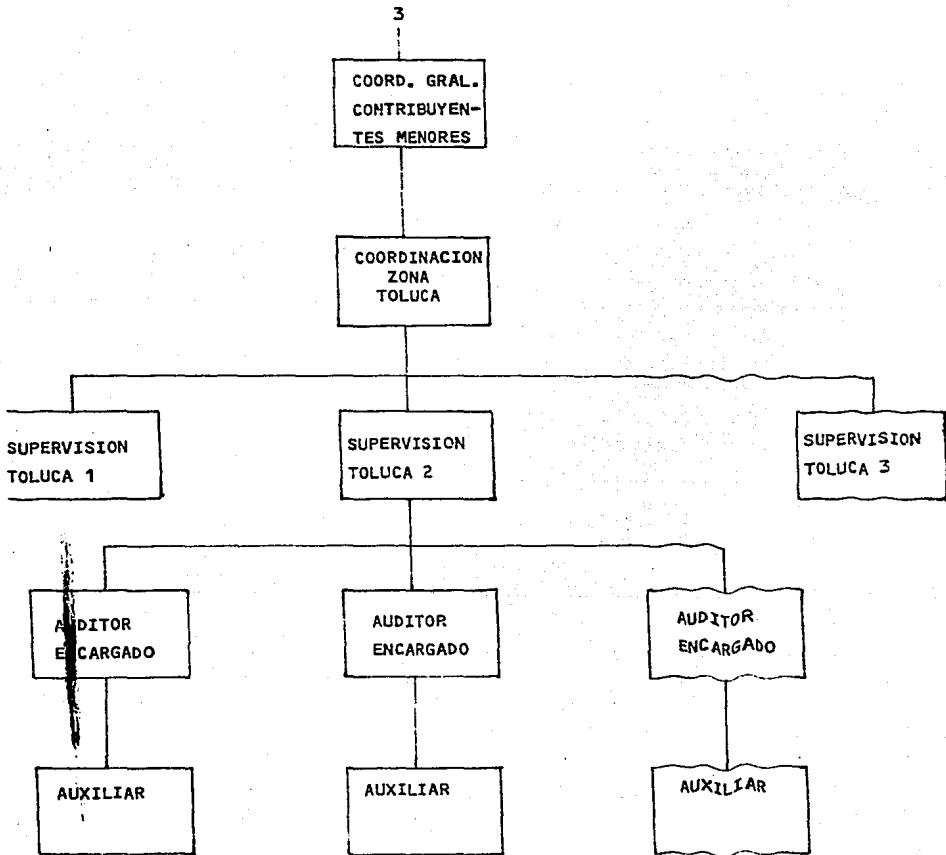 3
COORD. GRAL.
CONTRIBUYEN-
TES MENORES
COORDINACION
ZONA
TOLUCA
SUPERVISION
TOLUCA 1
SUPERVISION
TOLUCA 2
SUPERVISION
TOLUCA 3
AUDITOR
ENCARGADO
AUDITOR
ENCARGADO
AUDITOR
ENCARGADO
AUXILIAR
AUXILIAR
AUXILIAR